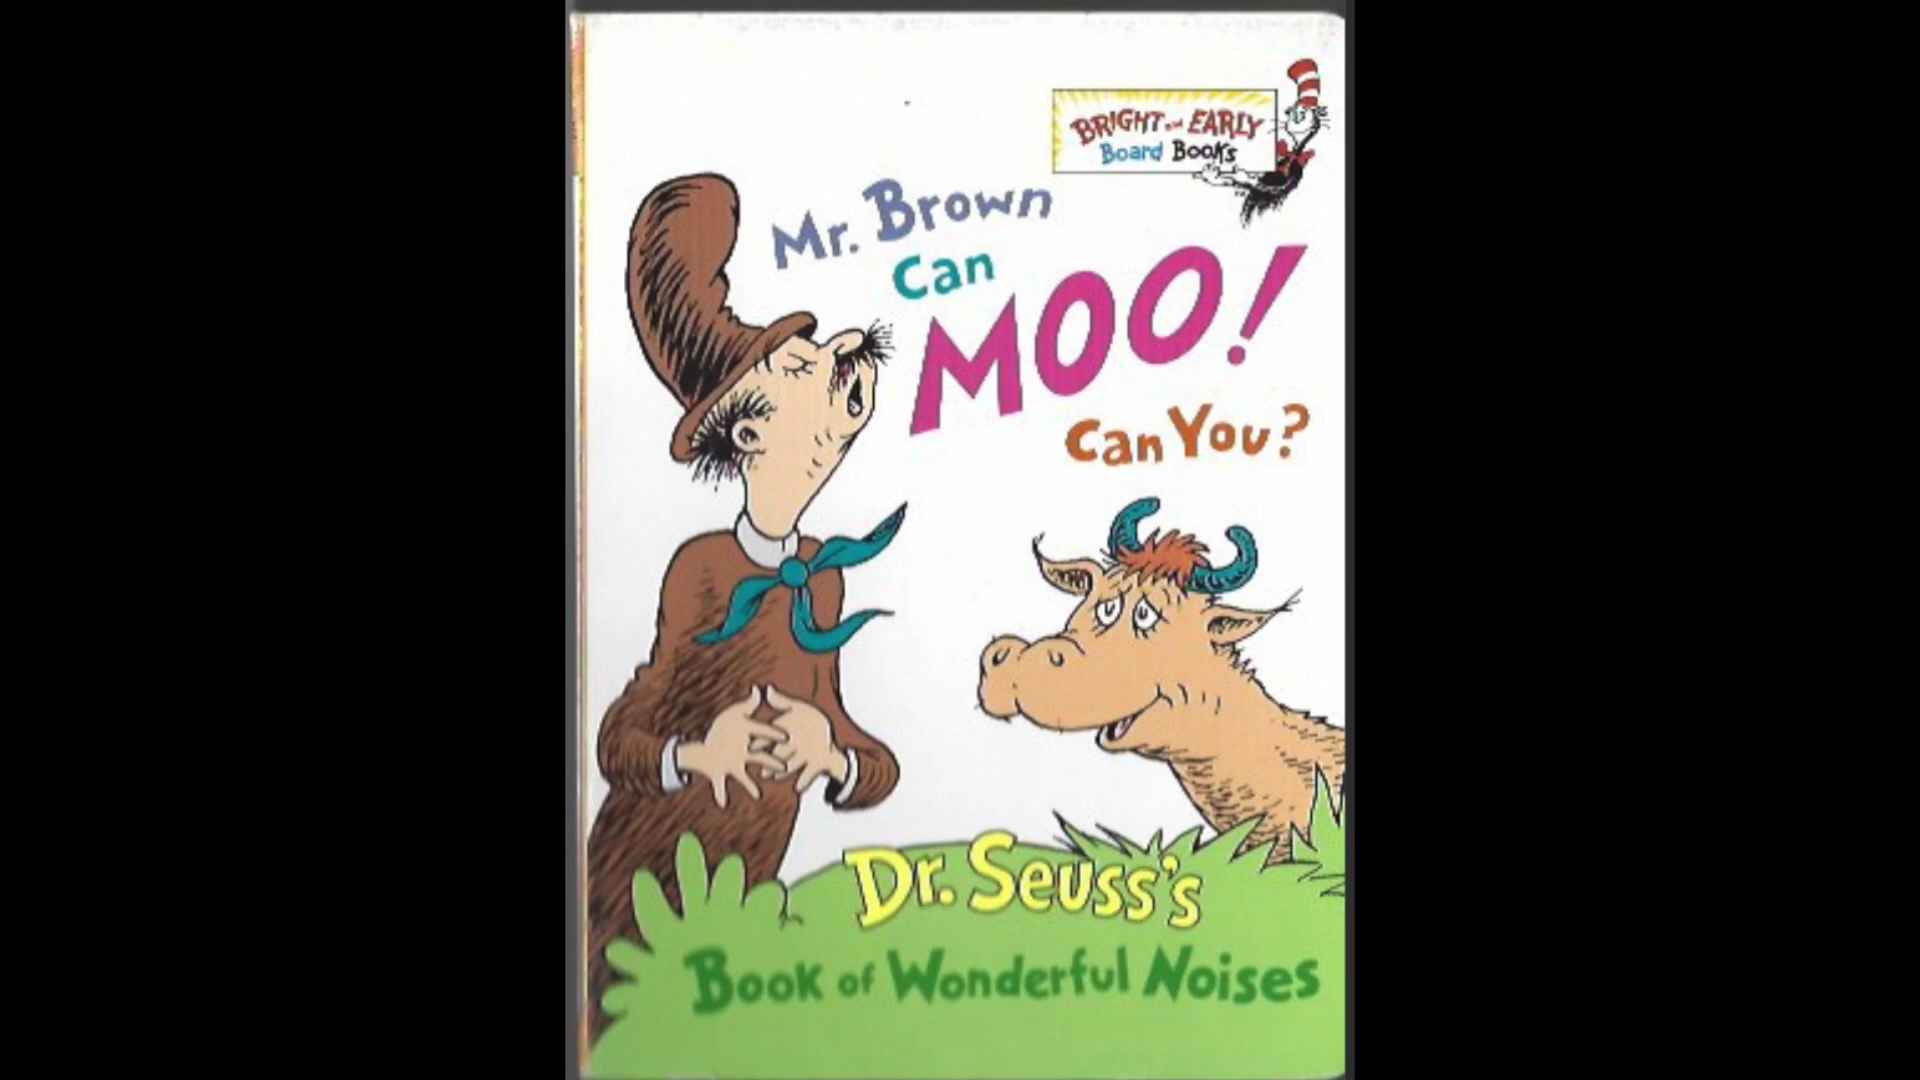 BRIGHT and EARLY
Board Books
Mr. Brown
Can
MOO!
Can You?
Dr. Seuss's
Book of Wonderful Noises